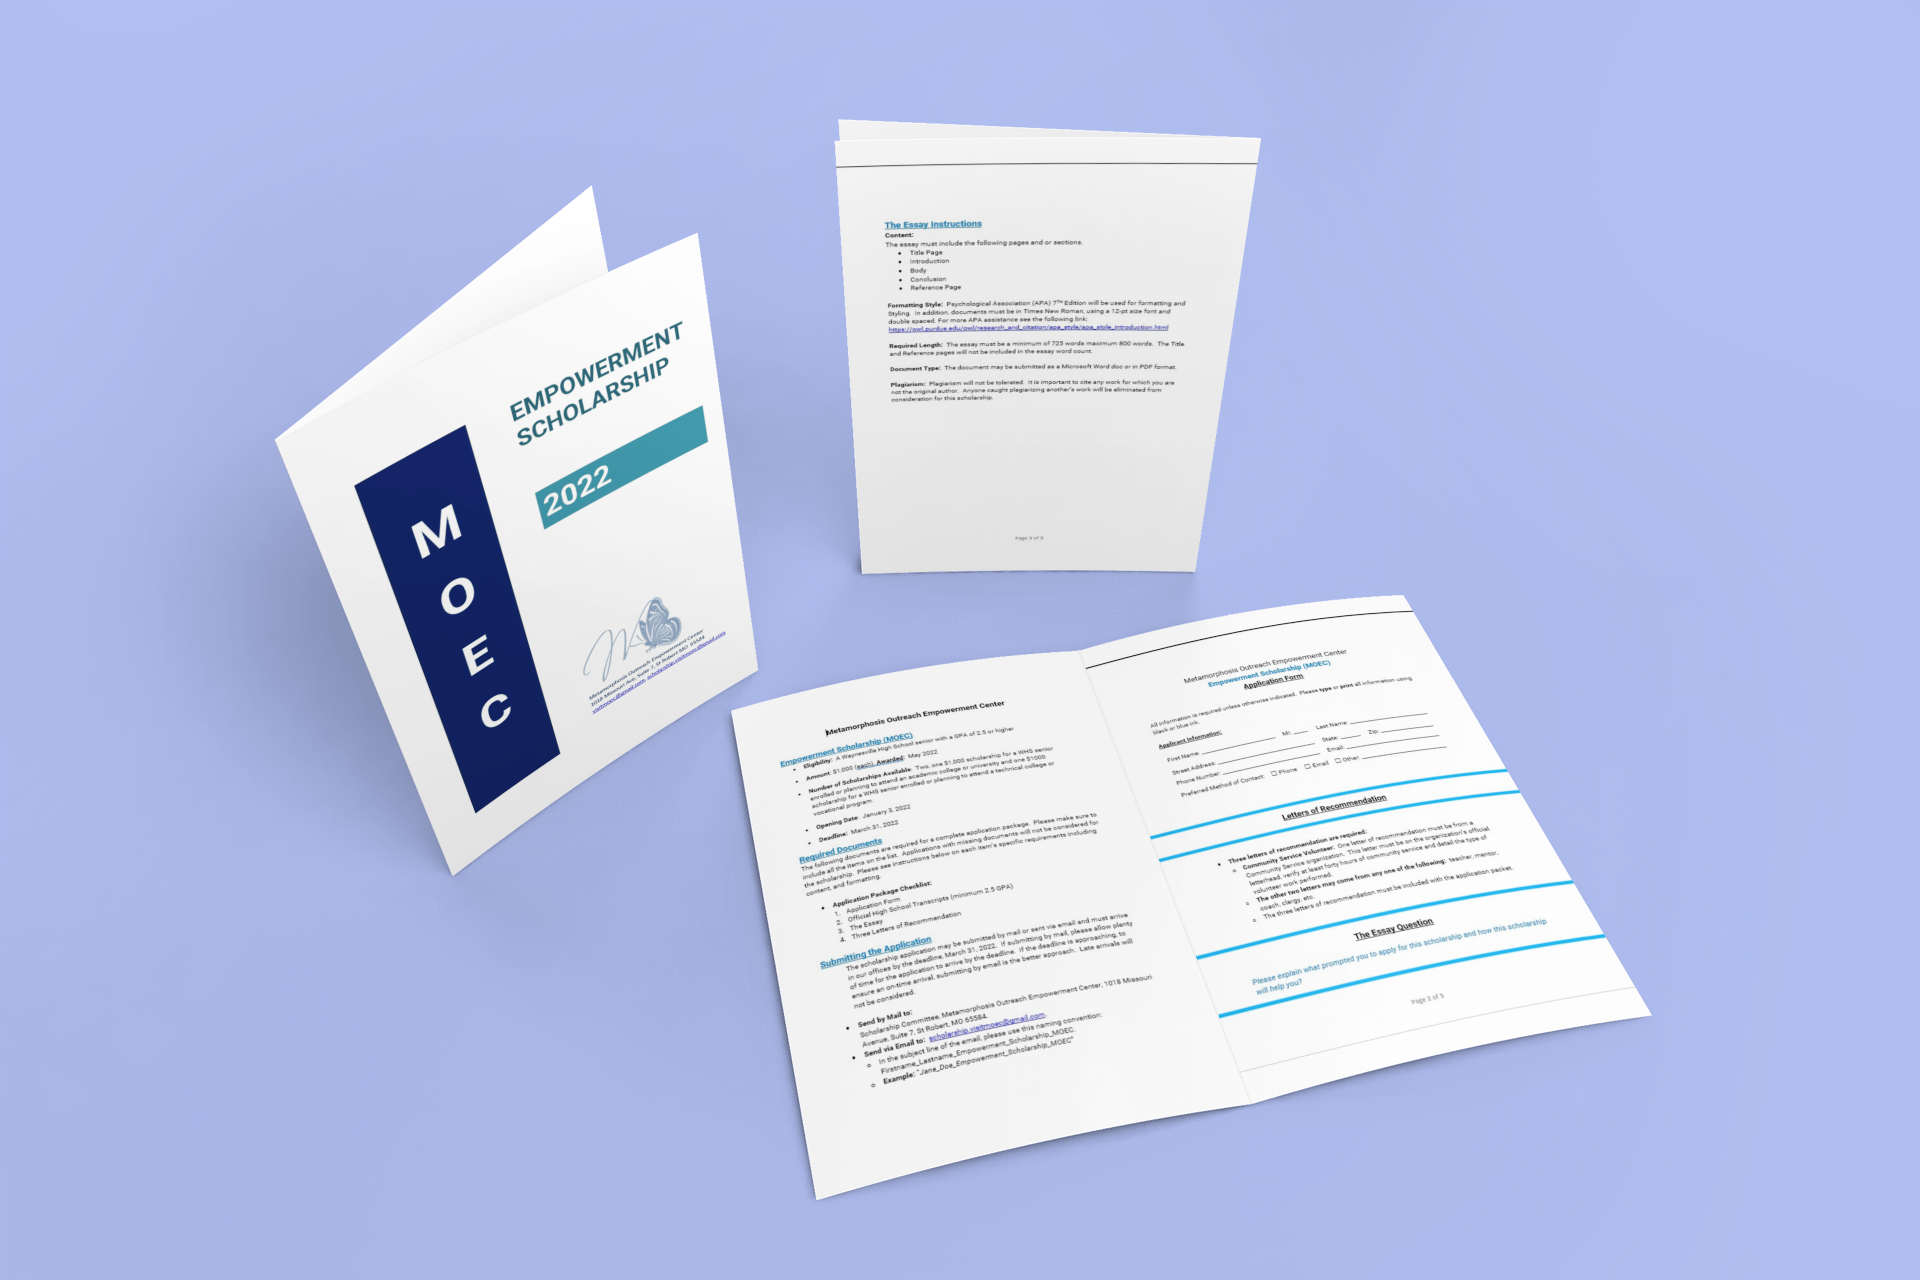 EMPOWERMENT
SCHOLARSHIP
2022
M
O
E
C
Metamorphosis Outreach Empowerment Center
1018 Missouri Ave, Suite 7, St Robert MO 65584
visitmoec@gmail.com, scholarship.visitmoec@gmail.com
The Essay Instructions
Content:
The essay must include the following pages and or sections.
• Title Page
• Introduction
• Body
• Conclusion
• Reference Page
Formatting Style: Psychological Association (APA) 7TH Edition will be used for formatting and
Styling. In addition, documents must be in Times New Roman, using a 12-pt size font and
double spaced. For more APA assistance see the following link:
https://owl.purdue.edu/owl/research_and_citation/apa_style/apa_style_introduction.html
Required Length: The essay must be a minimum of 725 words maximum 800 words. The Title
and Reference pages will not be included in the essay word count.
Document Type: The document may be submitted as a Microsoft Word doc or in PDF format.
Plagiarism: Plagiarism will not be tolerated. It is important to cite any work for which you are
not the original author. Anyone caught plagiarizing another's work will be eliminated from
consideration for this scholarship.
Page 3 of 3
Metamorphosis Outreach Empowerment Center
Empowerment Scholarship (MOEC)
• Eligibility: A Waynesville High School senior with a GPA of 2.5 or higher
• Amount: $1,000 (each) Awarded: May 2022
• Number of Scholarships Available: Two, one $1,000 scholarship for a WHS senior
enrolled or planning to attend an academic college or university and one $1000
scholarship for a WHS senior enrolled or planning to attend a technical college or
vocational program.
• Opening Date: January 3, 2022
• Deadline: March 31, 2022
Required Documents
The following documents are required for a complete application package. Please make sure to
include all the items on the list. Applications with missing documents will not be considered for
the scholarship. Please see instructions below on each item's specific requirements including
content, and formatting.
• Application Package Checklist:
1. Application Form
2. Official High School Transcripts (minimum 2.5 GPA)
3. The Essay
4. Three Letters of Recommendation
Submitting the Application
The scholarship application may be submitted by mail or sent via email and must arrive
in our offices by the deadline, March 31, 2022. If submitting by mail, please allow plenty
of time for the application to arrive by the deadline. If the deadline is approaching, to
ensure an on-time arrival, submitting by email is the better approach. Late arrivals will
not be considered.
• Send by Mail to:
Scholarship Committee, Metamorphosis Outreach Empowerment Center, 1018 Missouri
Avenue, Suite 7, St Robert, MO 65584.
• Send via Email to: scholarship.visitmoec@gmail.com.
o In the subject line of the email, please use this naming convention:
Firstname_Lastname_Empowerment_Scholarship_MOEC.
o Example: "Jane_Doe_Empowerment_Scholarship_MOEC"
Metamorphosis Outreach Empowerment Center
Empowerment Scholarship (MOEC)
Application Form
All information is required unless otherwise indicated. Please type or print all information using
black or blue ink.
Applicant Information:
First Name: MI: Last Name:
Street Address: State: Zip:
Phone Number: Email:
Preferred Method of Contact: ☐ Phone ☐ Email ☐ Other:
Letters of Recommendation
• Three letters of recommendation are required:
o Community Service Volunteer: One letter of recommendation must be from a
Community Service organization. This letter must be on the organization's official
letterhead, verify at least forty hours of community service and detail the type of
volunteer work performed.
o The other two letters may come from any one of the following: teacher, mentor,
coach, clergy, etc.
o The three letters of recommendation must be included with the application packet.
The Essay Question
Please explain what prompted you to apply for this scholarship and how this scholarship
will help you?
Page 2 of 3